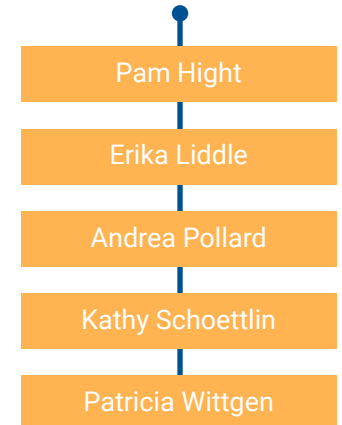 Pam Hight
Erika Liddle
Andrea Pollard
Kathy Schoettlin
Patricia Wittgen